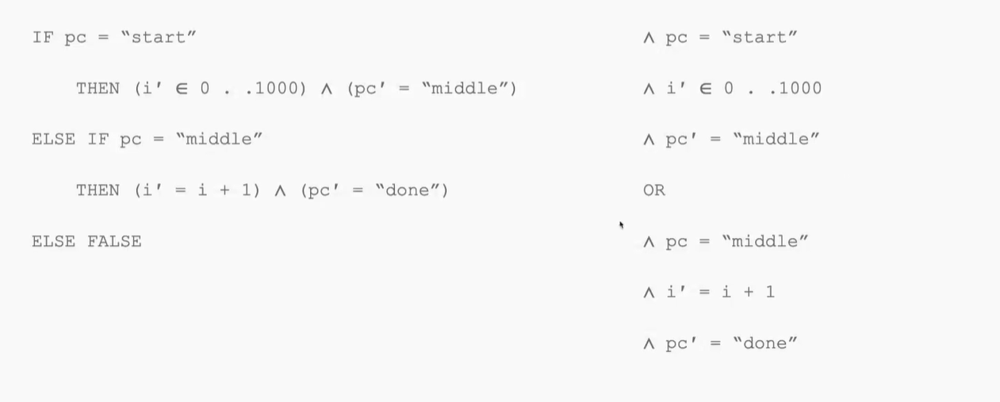 IF pc = “start”
THEN (i′ ∈ 0 . .1000) ∧ (pc′ = “middle”)
ELSE IF pc = “middle”
THEN (i′ = i + 1) ∧ (pc′ = “done”)
ELSE FALSE
∧ pc = “start”
∧ i′ ∈ 0 . .1000
∧ pc′ = “middle”
OR
∧ pc = “middle”
∧ i′ = i + 1
∧ pc′ = “done”